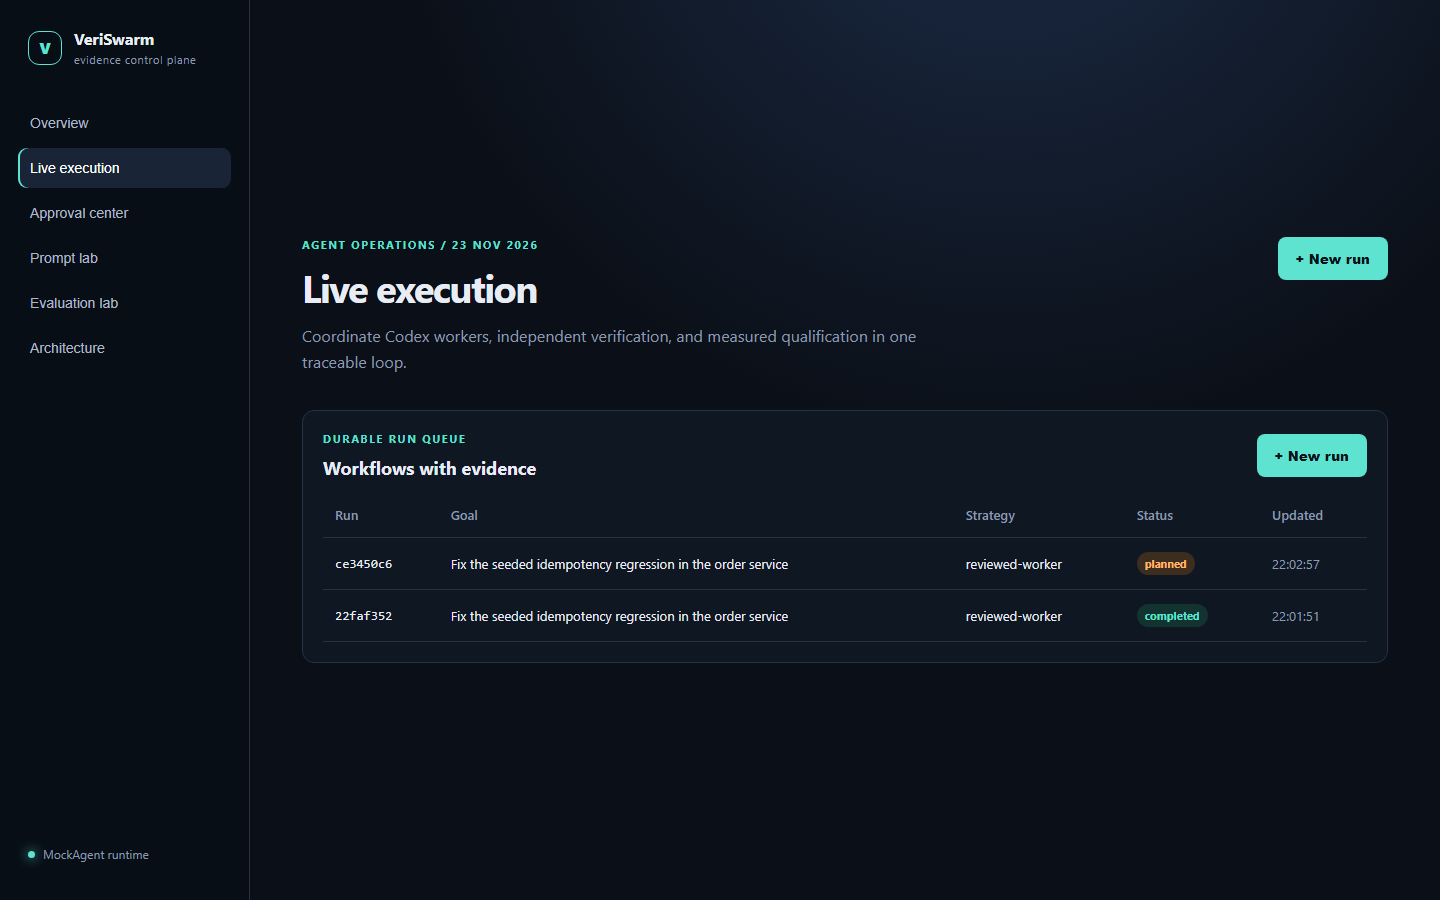 V
VeriSwarm
evidence control plane
Overview
Live execution
Approval center
Prompt lab
Evaluation lab
Architecture
MockAgent runtime
AGENT OPERATIONS / 23 NOV 2026
Live execution
Coordinate Codex workers, independent verification, and measured qualification in one
traceable loop.
+ New run
DURABLE RUN QUEUE
Workflows with evidence
+ New run
Run Goal Strategy Status Updated
ce3450c6 Fix the seeded idempotency regression in the order service reviewed-worker planned 22:02:57
22faf352 Fix the seeded idempotency regression in the order service reviewed-worker completed 22:01:51